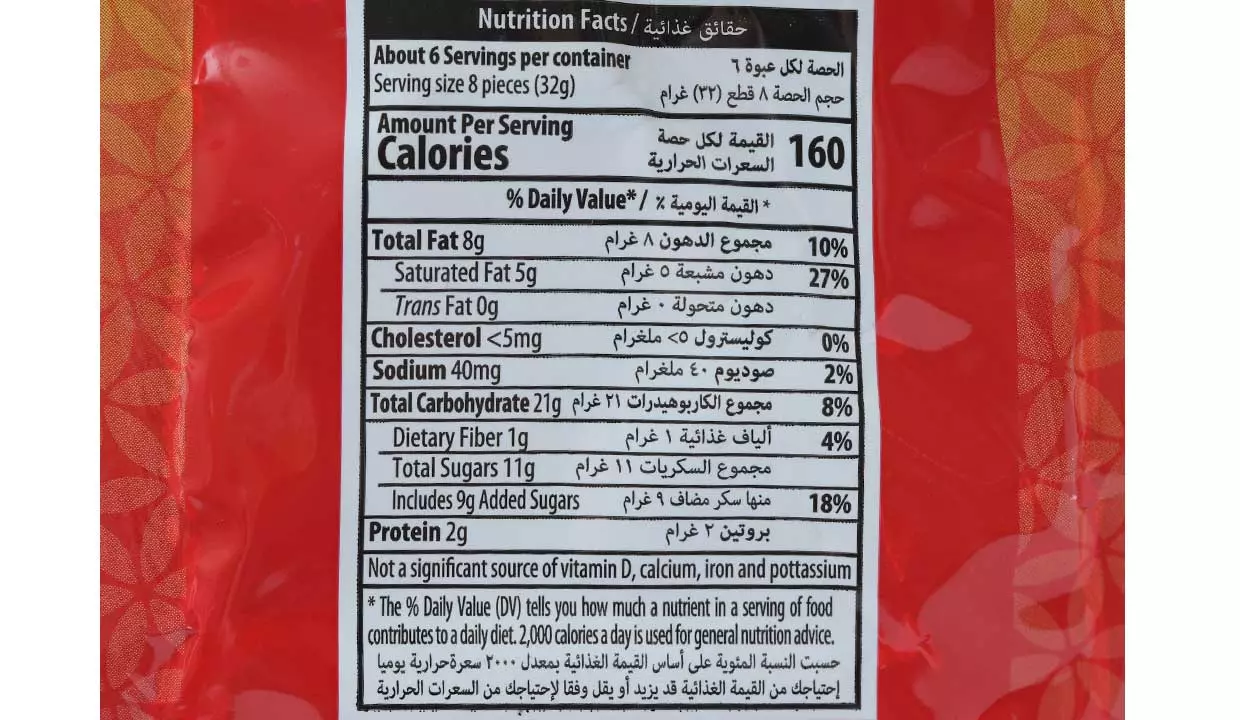 Nutrition Facts / حقائق غذائية
About 6 Servings per container الحصة لكل عبوة ٦
Serving size 8 pieces (32g) حجم الحصة ٨ قطع (٣٢) غرام
Amount Per Serving القيمة لكل حصة
Calories السعرات الحرارية 160
% Daily Value* / * القيمة اليومية ٪
Total Fat 8g مجموع الدهون ٨ غرام 10%
Saturated Fat 5g دهون مشبعة ٥ غرام 27%
Trans Fat 0g دهون متحولة ٠ غرام
Cholesterol <5mg كوليسترول ٥> ملغرام 0%
Sodium 40mg صوديوم ٤٠ ملغرام 2%
Total Carbohydrate 21g مجموع الكاربوهيدرات ٢١ غرام 8%
Dietary Fiber 1g ألياف غذائية ١ غرام 4%
Total Sugars 11g مجموع السكريات ١١ غرام
Includes 9g Added Sugars منها سكر مضاف ٩ غرام 18%
Protein 2g بروتين ٢ غرام
Not a significant source of vitamin D, calcium, iron and pottassium
* The % Daily Value (DV) tells you how much a nutrient in a serving of food
contributes to a daily diet. 2,000 calories a day is used for general nutrition advice.
حسبت النسبة المئوية على أساس القيمة الغذائية بمعدل ٢٠٠٠ سعرة حرارية يوميا
إحتياجك من القيمة الغذائية قد يزيد أو يقل وفقا لإحتياجك من السعرات الحرارية